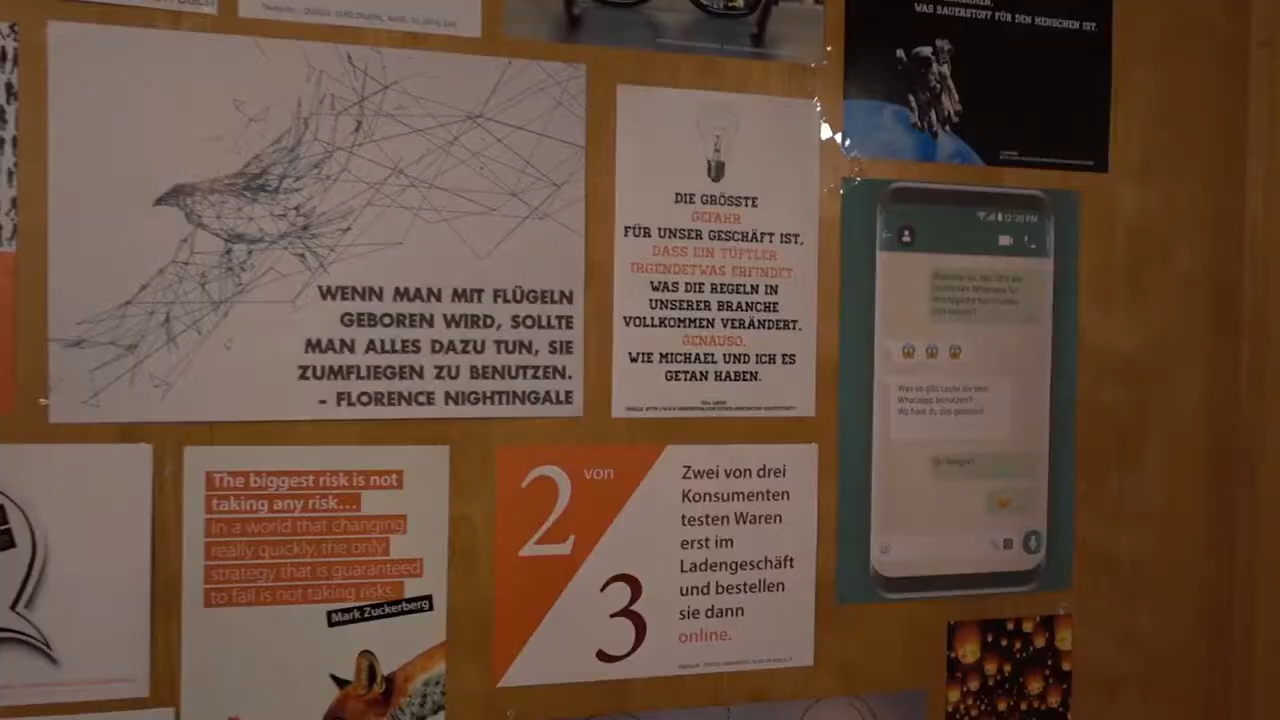 WAS SAUERSTOFF FÜR DEN MENSCHEN IST.
WENN MAN MIT FLÜGELN
GEBOREN WIRD, SOLLTE
MAN ALLES DAZU TUN, SIE
ZUMFLIEGEN ZU BENUTZEN.
- FLORENCE NIGHTINGALE
DIE GRÖSSTE
GEFAHR
FÜR UNSER GESCHÄFT IST,
DASS EIN TÜFTLER
IRGENDETWAS ERFINDET,
WAS DIE REGELN IN
UNSERER BRANCHE
VOLLKOMMEN VERÄNDERT,
GENAUSO,
WIE MICHAEL UND ICH ES
GETAN HABEN.
12:20 PM
Whatsapp benutzen?
The biggest risk is not
taking any risk...
In a world that changing
really quickly, the only
strategy that is guaranteed
to fail is not taking risks.
Mark Zuckerberg
2 von
3
Zwei von drei
Konsumenten
testen Waren
erst im
Ladengeschäft
und bestellen
sie dann
online.